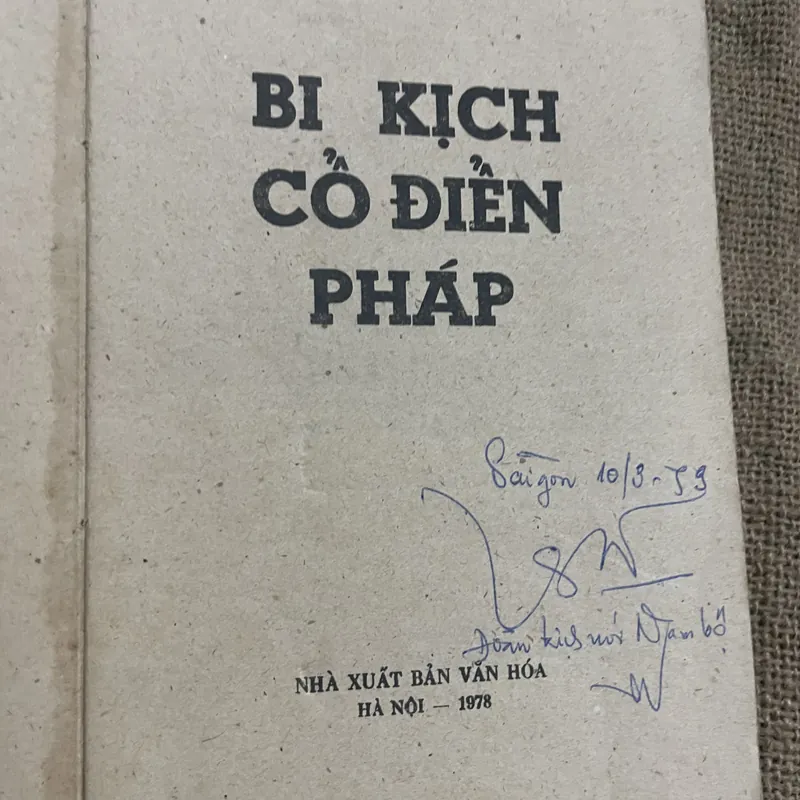 BI KỊCH
CỔ ĐIỂN
PHÁP
Sàigòn 10/3-79
Đoàn kịch nói Nam bộ
NHÀ XUẤT BẢN VĂN HÓA
HÀ NỘI — 1978